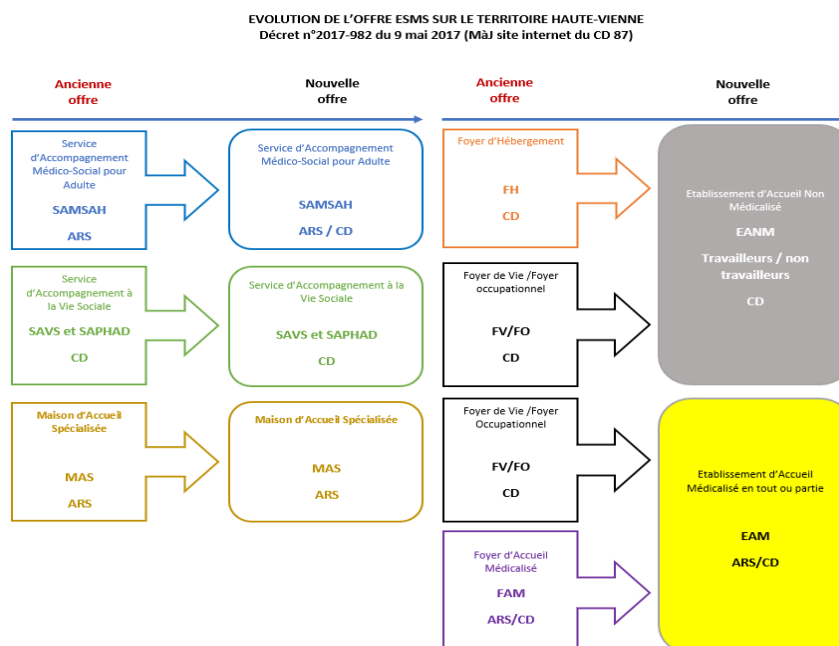 EVOLUTION DE L'OFFRE ESMS SUR LE TERRITOIRE HAUTE-VIENNE
Décret n°2017-982 du 9 mai 2017 (MàJ site internet du CD 87)
Ancienne
offre
Nouvelle
offre
Ancienne
offre
Nouvelle
offre
Service
d'Accompagnement
Médico-Social pour
Adulte
SAMSAH
ARS
Service d'Accompagnement
Médico-Social pour Adulte
SAMSAH
ARS / CD
Service
d'Accompagnement à
la Vie Sociale
SAVS et SAPHAD
CD
Service d'Accompagnement à la
Vie Sociale
SAVS et SAPHAD
CD
Maison d'Accueil
Spécialisée
MAS
ARS
Maison d'Accueil Spécialisée
MAS
ARS
Foyer d'Hébergement
FH
CD
Foyer de Vie /Foyer
occupationnel
FV/FO
CD
Etablissement d'Accueil Non
Médicalisé
EANM
Travailleurs / non
travailleurs
CD
Foyer de Vie /Foyer
Occupationnel
FV/FO
CD
Foyer d'Accueil
Médicalisé
FAM
ARS/CD
Etablissement d'Accueil
Médicalisé en tout ou partie
EAM
ARS/CD